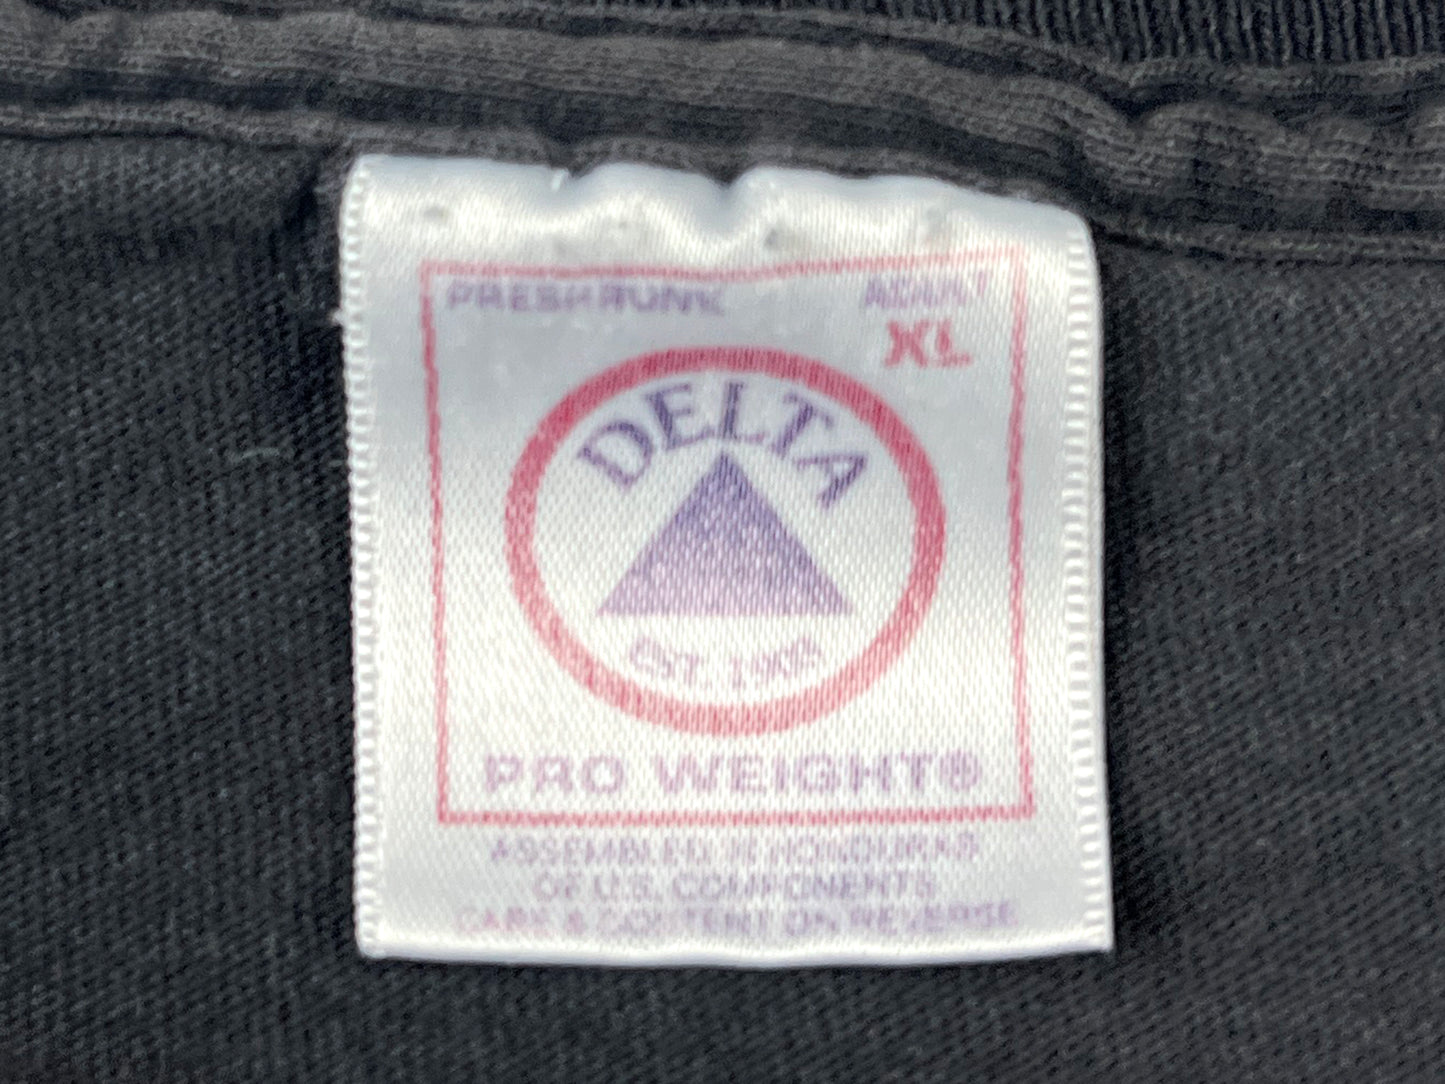 PRESHRUNK ADULT
XL
DELTA
EST. 1903
PRO WEIGHT®
ASSEMBLED IN HONDURAS
OF U.S. COMPONENTS
CARE & CONTENT ON REVERSE